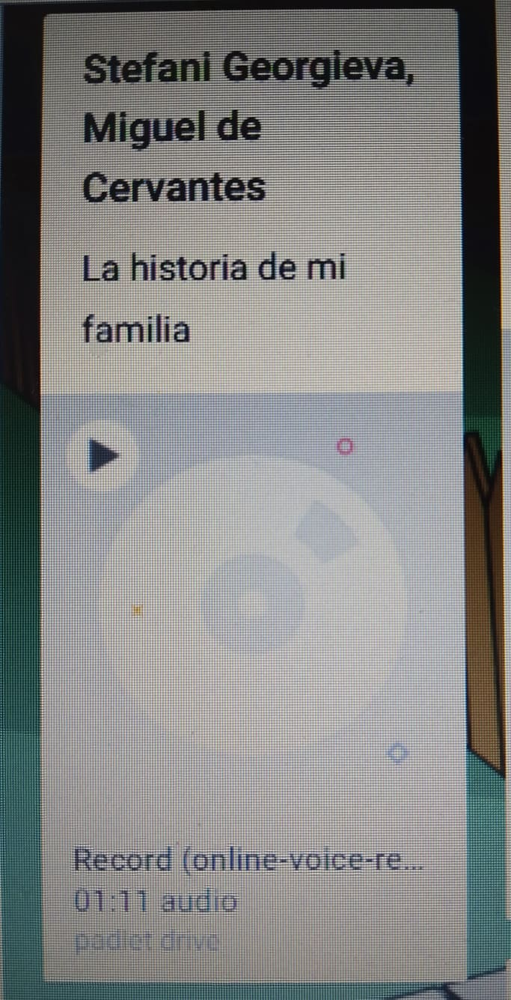 Stefani Georgieva,
Miguel de
Cervantes
La historia de mi
familia
Record (online-voice-re...
01:11 audio
padlet drive